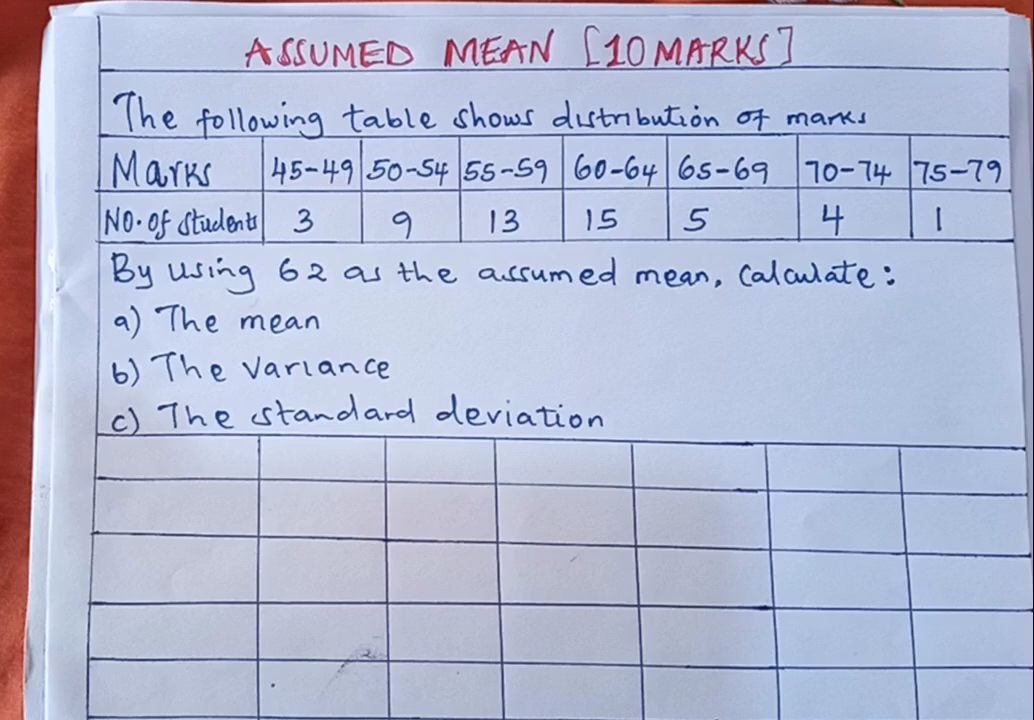 ASSUMED MEAN [10 MARKS]
The following table shows distribution of marks
Marks 45-49 50-54 55-59 60-64 65-69 70-74 75-79
NO. of students 3 9 13 15 5 4 1
By using 62 as the assumed mean, calculate:
a) The mean
b) The variance
c) The standard deviation